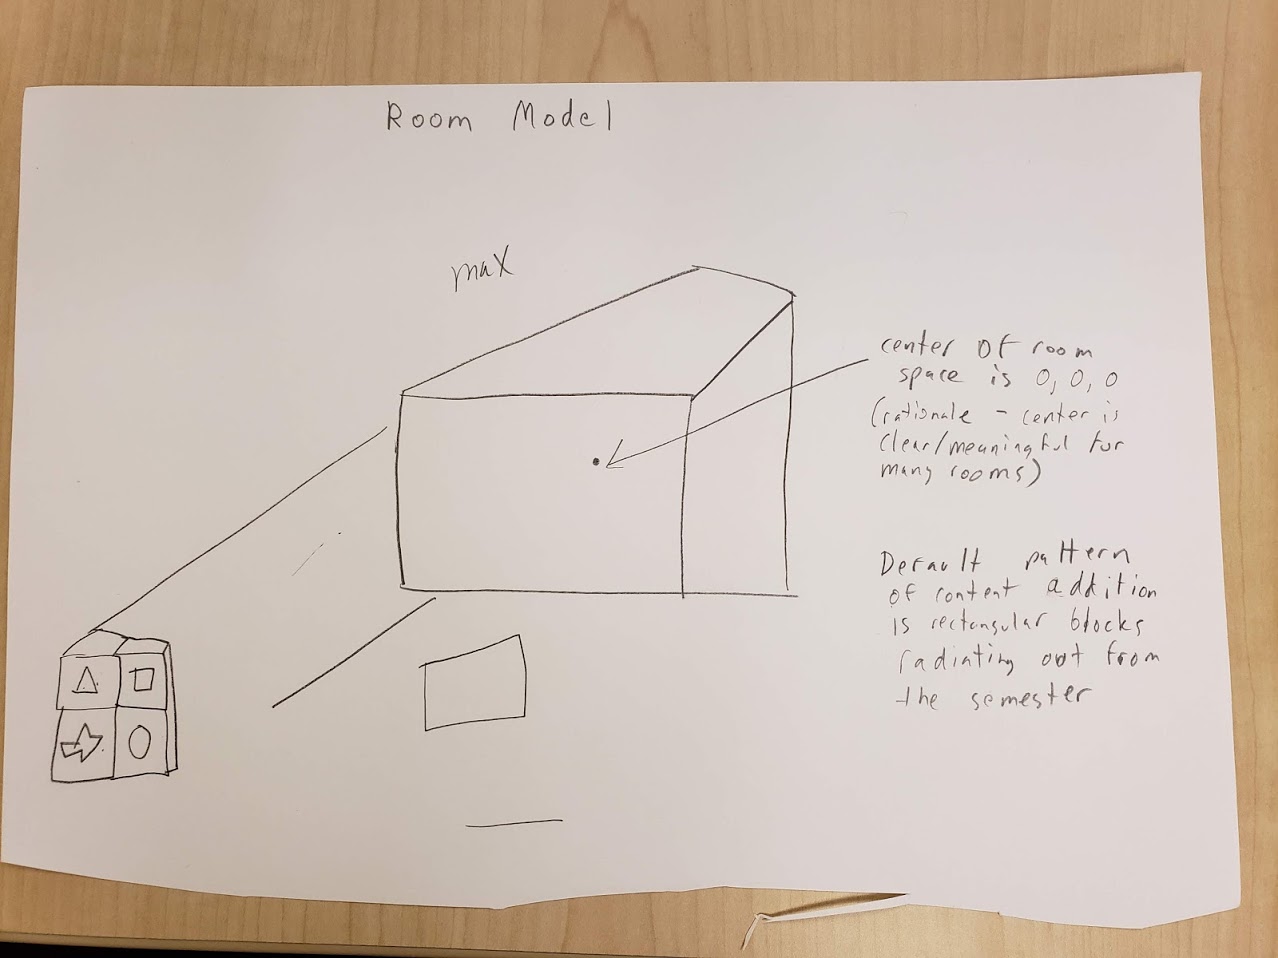 Room Model
max
center of room
space is 0, 0, 0
(rationale - center is
clear/meaningful for
many rooms)
Default pattern
of content addition
is rectangular blocks
radiating out from
the semester